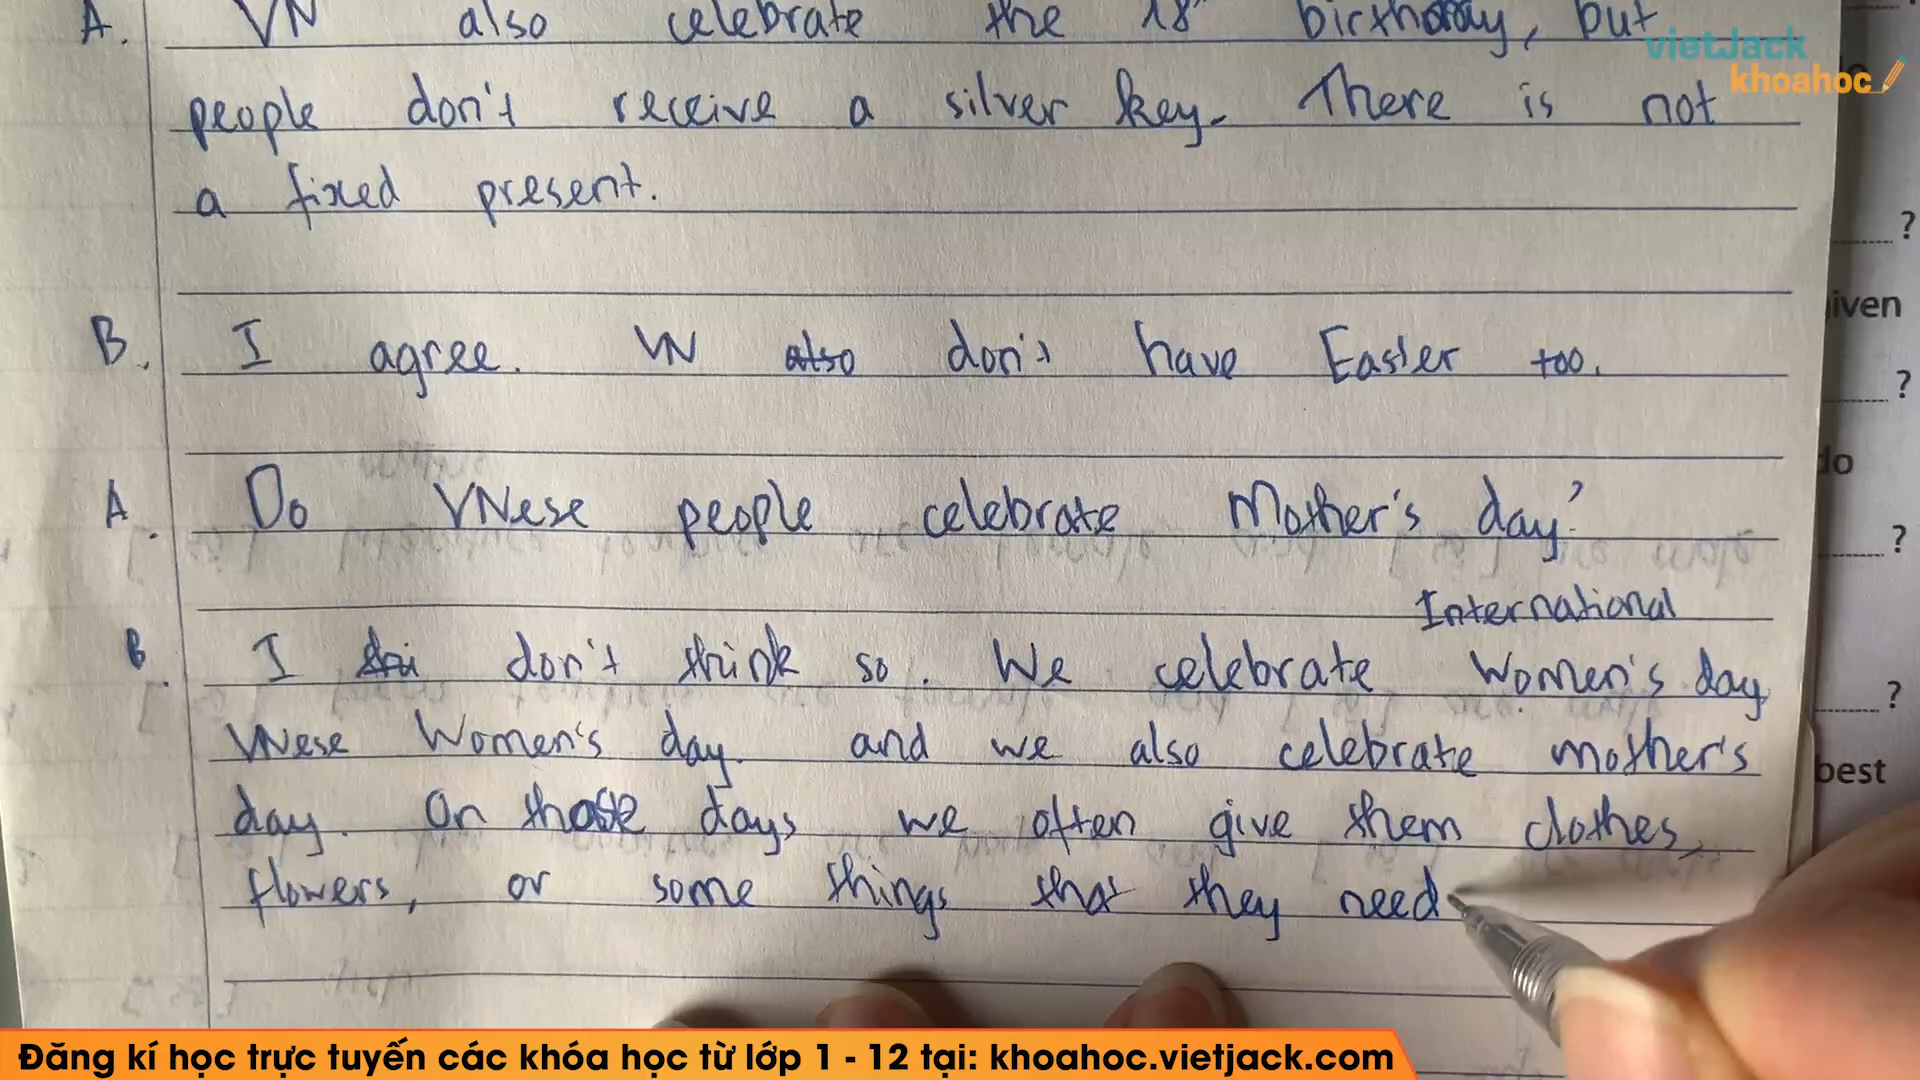 A. VN also celebrate the 18th birthday, but
people don't receive a silver key. There is not
a fixed present.
B. I agree. VN also don't have Easter too.
A. Do VNese people celebrate Mother's day?
International
B. I thi don't think so. We celebrate Women's day
VNese Women's day. and we also celebrate mother's
day. On those days we often give them clothes,
flowers, or some things that they need
vietJack
khoahoc
?
given
?
do
?
?
best
Đăng kí học trực tuyến các khóa học từ lớp 1 - 12 tại: khoahoc.vietjack.com